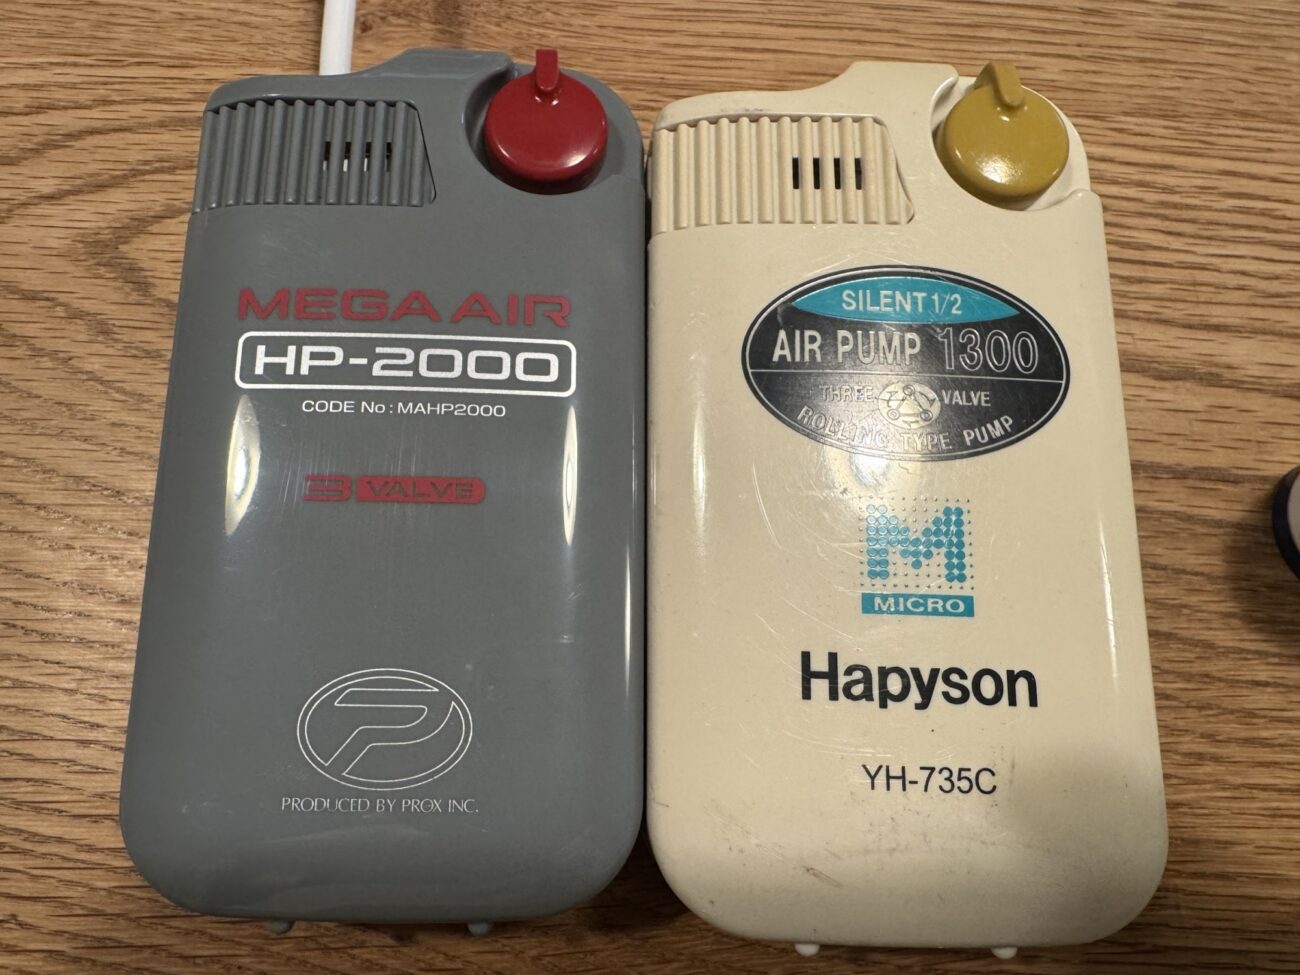 MEGA AIR
HP-2000
CODE No : MAHP2000
3 VALVE
PRODUCED BY PROX INC.
SILENT 1/2
AIR PUMP 1300
THREE VALVE
ROLLING TYPE PUMP
M
MICRO
Hapyson
YH-735C